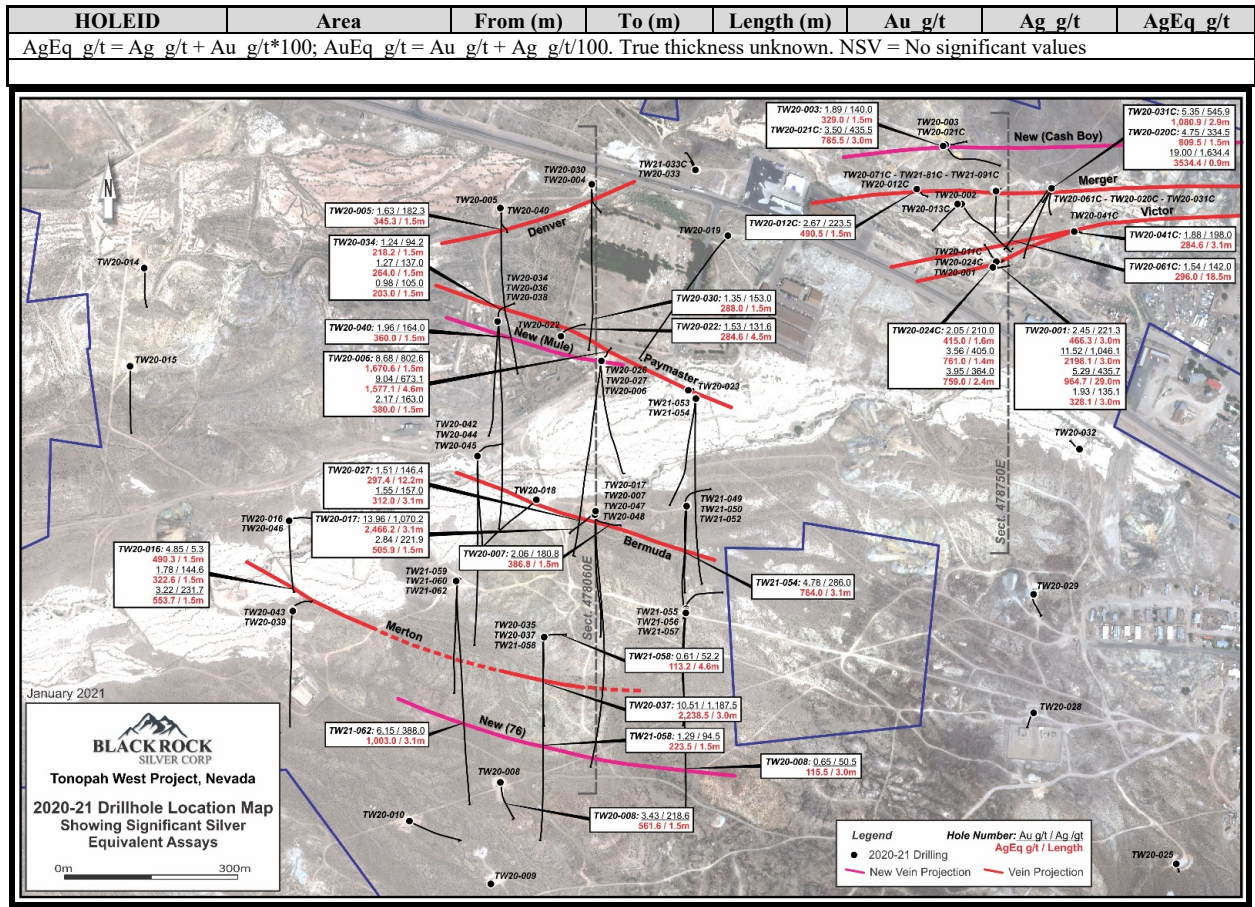 HOLEID Area From (m) To (m) Length (m) Au_g/t Ag_g/t AgEq_g/t
AgEq_g/t = Ag_g/t + Au_g/t*100; AuEq_g/t = Au_g/t + Ag_g/t/100. True thickness unknown. NSV = No significant values
TW20-003: 1.89 / 140.0
329.0 / 1.5m
TW20-021C: 3.50 / 435.5
785.5 / 3.0m
TW20-003
TW20-021C
New (Cash Boy)
TW20-031C: 5.35 / 545.9
1,080.9 / 2.9m
TW20-020C: 4.75 / 334.5
809.5 / 1.5m
19.00 / 1,634.4
3534.4 / 0.9m
N
TW20-030
TW20-004
TW21-033C
TW20-033
TW20-071C - TW21-81C - TW21-091C
TW20-012C
Merger
TW20-061C - TW20-020C - TW20-031C
TW20-002
TW20-013C
Victor
TW20-041C
TW20-005
TW20-040
Denver
TW20-005: 1.63 / 182.3
345.3 / 1.5m
TW20-012C: 2.67 / 223.5
490.5 / 1.5m
TW20-041C: 1.88 / 198.0
284.6 / 3.1m
TW20-019
TW20-034: 1.24 / 94.2
218.2 / 1.5m
1.27 / 137.0
264.0 / 1.5m
0.98 / 105.0
203.0 / 1.5m
TW20-011C
TW20-024C
TW20-001
TW20-061C: 1.54 / 142.0
296.0 / 18.5m
TW20-014
TW20-034
TW20-036
TW20-038
TW20-030: 1.35 / 153.0
288.0 / 1.5m
TW20-040: 1.96 / 164.0
360.0 / 1.5m
TW20-022
New (Mule)
TW20-022: 1.53 / 131.6
284.6 / 4.5m
TW20-024C: 2.05 / 210.0
415.0 / 1.6m
3.56 / 405.0
761.0 / 1.4m
3.95 / 364.0
759.0 / 2.4m
TW20-001: 2.45 / 221.3
466.3 / 3.0m
11.52 / 1,046.1
2198.1 / 3.0m
5.29 / 435.7
964.7 / 29.0m
1.93 / 135.1
328.1 / 3.0m
TW20-015
TW20-006: 8.68 / 802.6
1,670.6 / 1.5m
9.04 / 673.1
1,577.1 / 4.6m
2.17 / 163.0
380.0 / 1.5m
Paymaster
TW20-026
TW20-027
TW20-006
TW20-023
TW21-053
TW21-054
TW20-042
TW20-044
TW20-045
TW20-032
Sect. 478750E
TW20-027: 1.51 / 146.4
297.4 / 12.2m
1.55 / 157.0
312.0 / 3.1m
TW20-018
TW20-017
TW20-007
TW20-047
TW20-048
TW21-049
TW21-050
TW21-052
TW20-016
TW20-046
TW20-017: 13.96 / 1,070.2
2,466.2 / 3.1m
2.84 / 221.9
505.9 / 1.5m
Bermuda
TW20-007: 2.06 / 180.8
386.8 / 1.5m
TW20-016: 4.85 / 5.3
490.3 / 1.5m
1.78 / 144.6
322.6 / 1.5m
3.22 / 231.7
553.7 / 1.5m
TW21-059
TW21-060
TW21-062
Sect. 478060E
TW21-054: 4.78 / 286.0
764.0 / 3.1m
TW20-029
TW20-043
TW20-039
Merton
TW20-035
TW20-037
TW21-058
TW21-055
TW21-056
TW21-057
TW21-058: 0.61 / 52.2
113.2 / 4.6m
January 2021
TW20-037: 10.51 / 1,187.5
2,238.5 / 3.0m
TW20-028
TW21-062: 6.15 / 388.0
1,003.0 / 3.1m
New (76)
TW21-058: 1.29 / 94.5
223.5 / 1.5m
TW20-008: 0.65 / 50.5
115.5 / 3.0m
BLACKROCK
SILVER CORP
Tonopah West Project, Nevada
2020-21 Drillhole Location Map
Showing Significant Silver
Equivalent Assays
0m 300m
TW20-008
TW20-010
TW20-008: 3.43 / 218.6
561.6 / 1.5m
TW20-009
Legend Hole Number: Au g/t / Ag /gt
AgEq g/t / Length
2020-21 Drilling
New Vein Projection Vein Projection
TW20-025